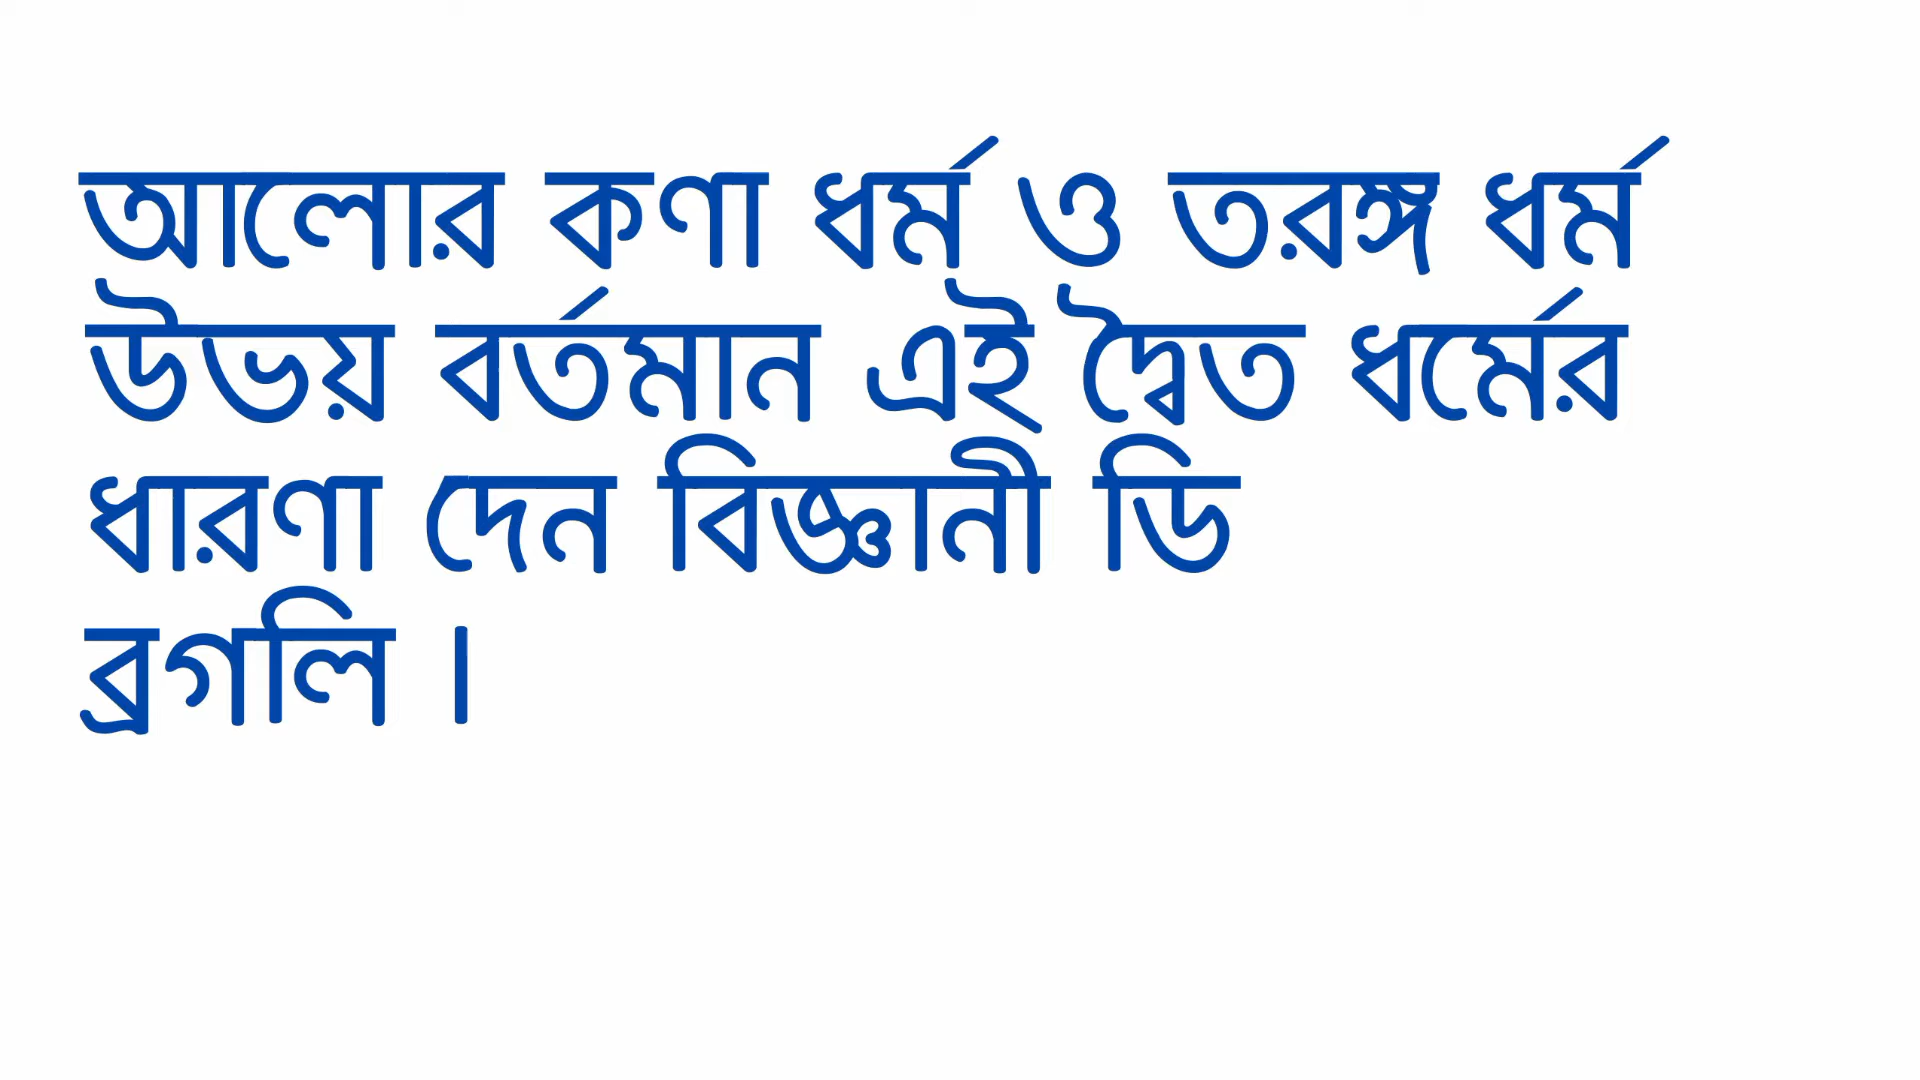 আলোর কণা ধর্ম ও তরঙ্গ ধর্ম
উভয় বর্তমান এই দ্বৈত ধর্মের
ধারণা দেন বিজ্ঞানী ডি
ব্রগলি ।